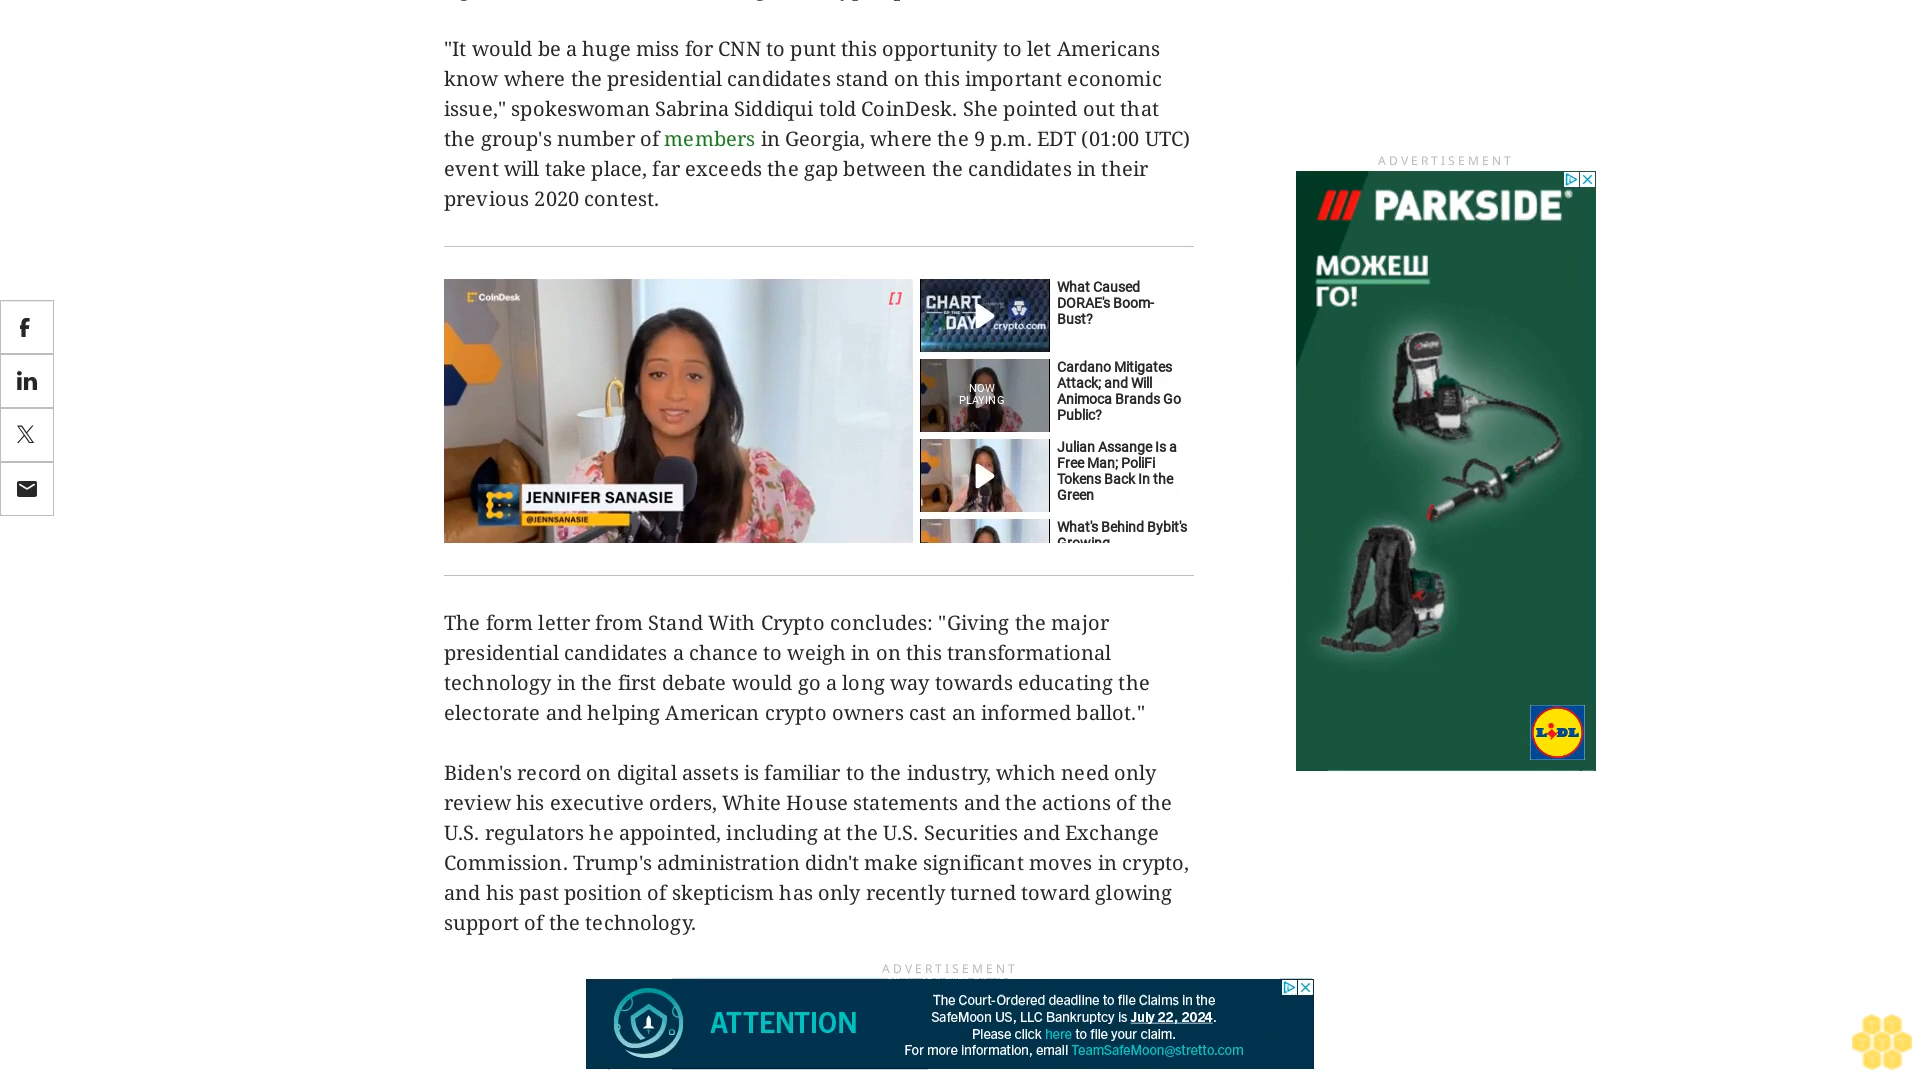 "It would be a huge miss for CNN to punt this opportunity to let Americans
know where the presidential candidates stand on this important economic
issue," spokeswoman Sabrina Siddiqui told CoinDesk. She pointed out that
the group's number of members in Georgia, where the 9 p.m. EDT (01:00 UTC)
event will take place, far exceeds the gap between the candidates in their
previous 2020 contest.
CoinDesk
JENNIFER SANASIE
@JENNSANASIE
CHART
OF THE
DAY
crypto.com
What Caused
DORAE's Boom-
Bust?
NOW
PLAYING
Cardano Mitigates
Attack; and Will
Animoca Brands Go
Public?
Julian Assange Is a
Free Man; PoliFi
Tokens Back In the
Green
What's Behind Bybit's
Growing
The form letter from Stand With Crypto concludes: "Giving the major
presidential candidates a chance to weigh in on this transformational
technology in the first debate would go a long way towards educating the
electorate and helping American crypto owners cast an informed ballot."
Biden's record on digital assets is familiar to the industry, which need only
review his executive orders, White House statements and the actions of the
U.S. regulators he appointed, including at the U.S. Securities and Exchange
Commission. Trump's administration didn't make significant moves in crypto,
and his past position of skepticism has only recently turned toward glowing
support of the technology.
ADVERTISEMENT
PARKSIDE®
МОЖЕШ
ГО!
LIDL
ADVERTISEMENT
ATTENTION
The Court-Ordered deadline to file Claims in the
SafeMoon US, LLC Bankruptcy is July 22, 2024.
Please click here to file your claim.
For more information, email TeamSafeMoon@stretto.com